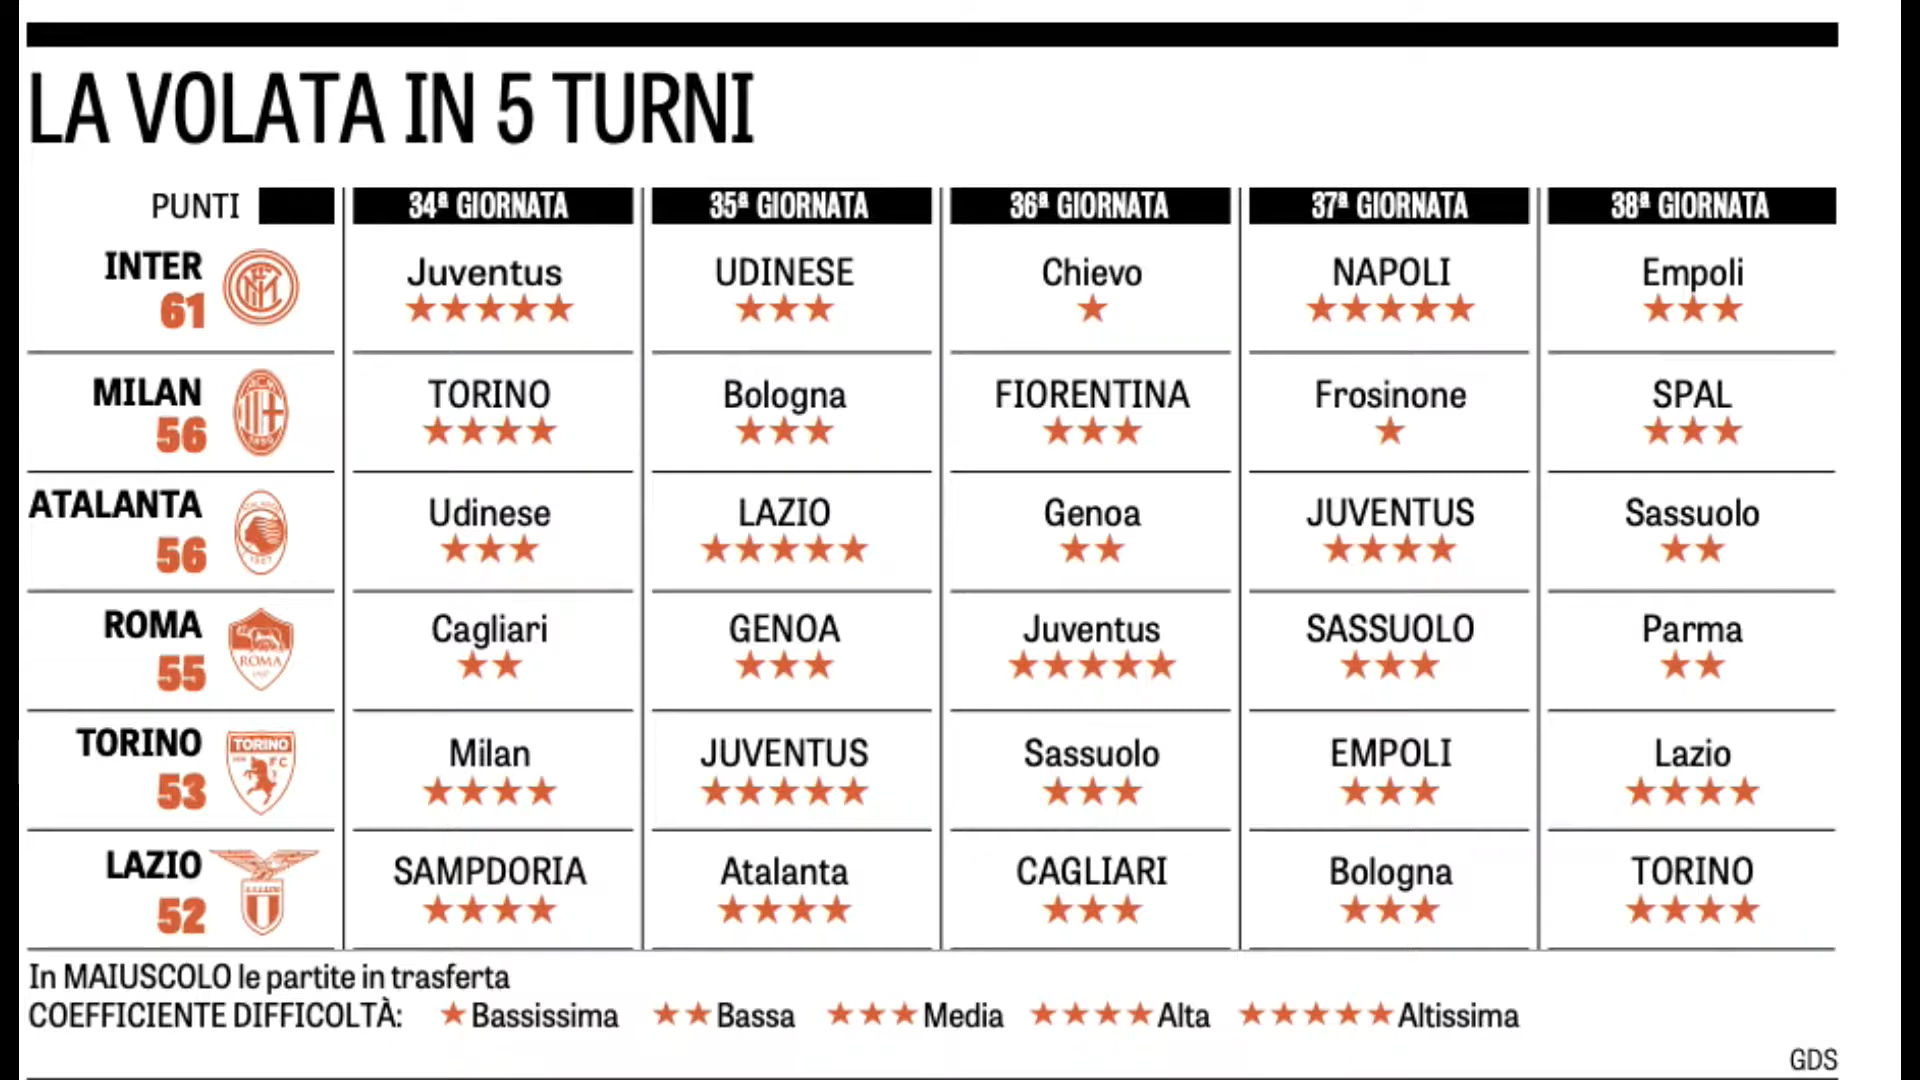 LA VOLATA IN 5 TURNI
PUNTI 34ª GIORNATA 35ª GIORNATA 36ª GIORNATA 37ª GIORNATA 38ª GIORNATA
INTER Juventus UDINESE Chievo NAPOLI Empoli
61 ★★★★★ ★★★ ★ ★★★★★ ★★★
MILAN TORINO Bologna FIORENTINA Frosinone SPAL
56 ★★★★ ★★★ ★★★ ★ ★★★
ATALANTA Udinese LAZIO Genoa JUVENTUS Sassuolo
56 ★★★ ★★★★★ ★★ ★★★★ ★★
ROMA Cagliari GENOA Juventus SASSUOLO Parma
55 ROMA ★★ ★★★ ★★★★★ ★★★ ★★
TORINO TORINO FC Milan JUVENTUS Sassuolo EMPOLI Lazio
53 ★★★★ ★★★★★ ★★★ ★★★ ★★★★
LAZIO SAMPDORIA Atalanta CAGLIARI Bologna TORINO
52 ★★★★ ★★★★ ★★★ ★★★ ★★★★
In MAIUSCOLO le partite in trasferta
COEFFICIENTE DIFFICOLTÀ: ★Bassissima ★★Bassa ★★★Media ★★★★Alta ★★★★★Altissima
GDS